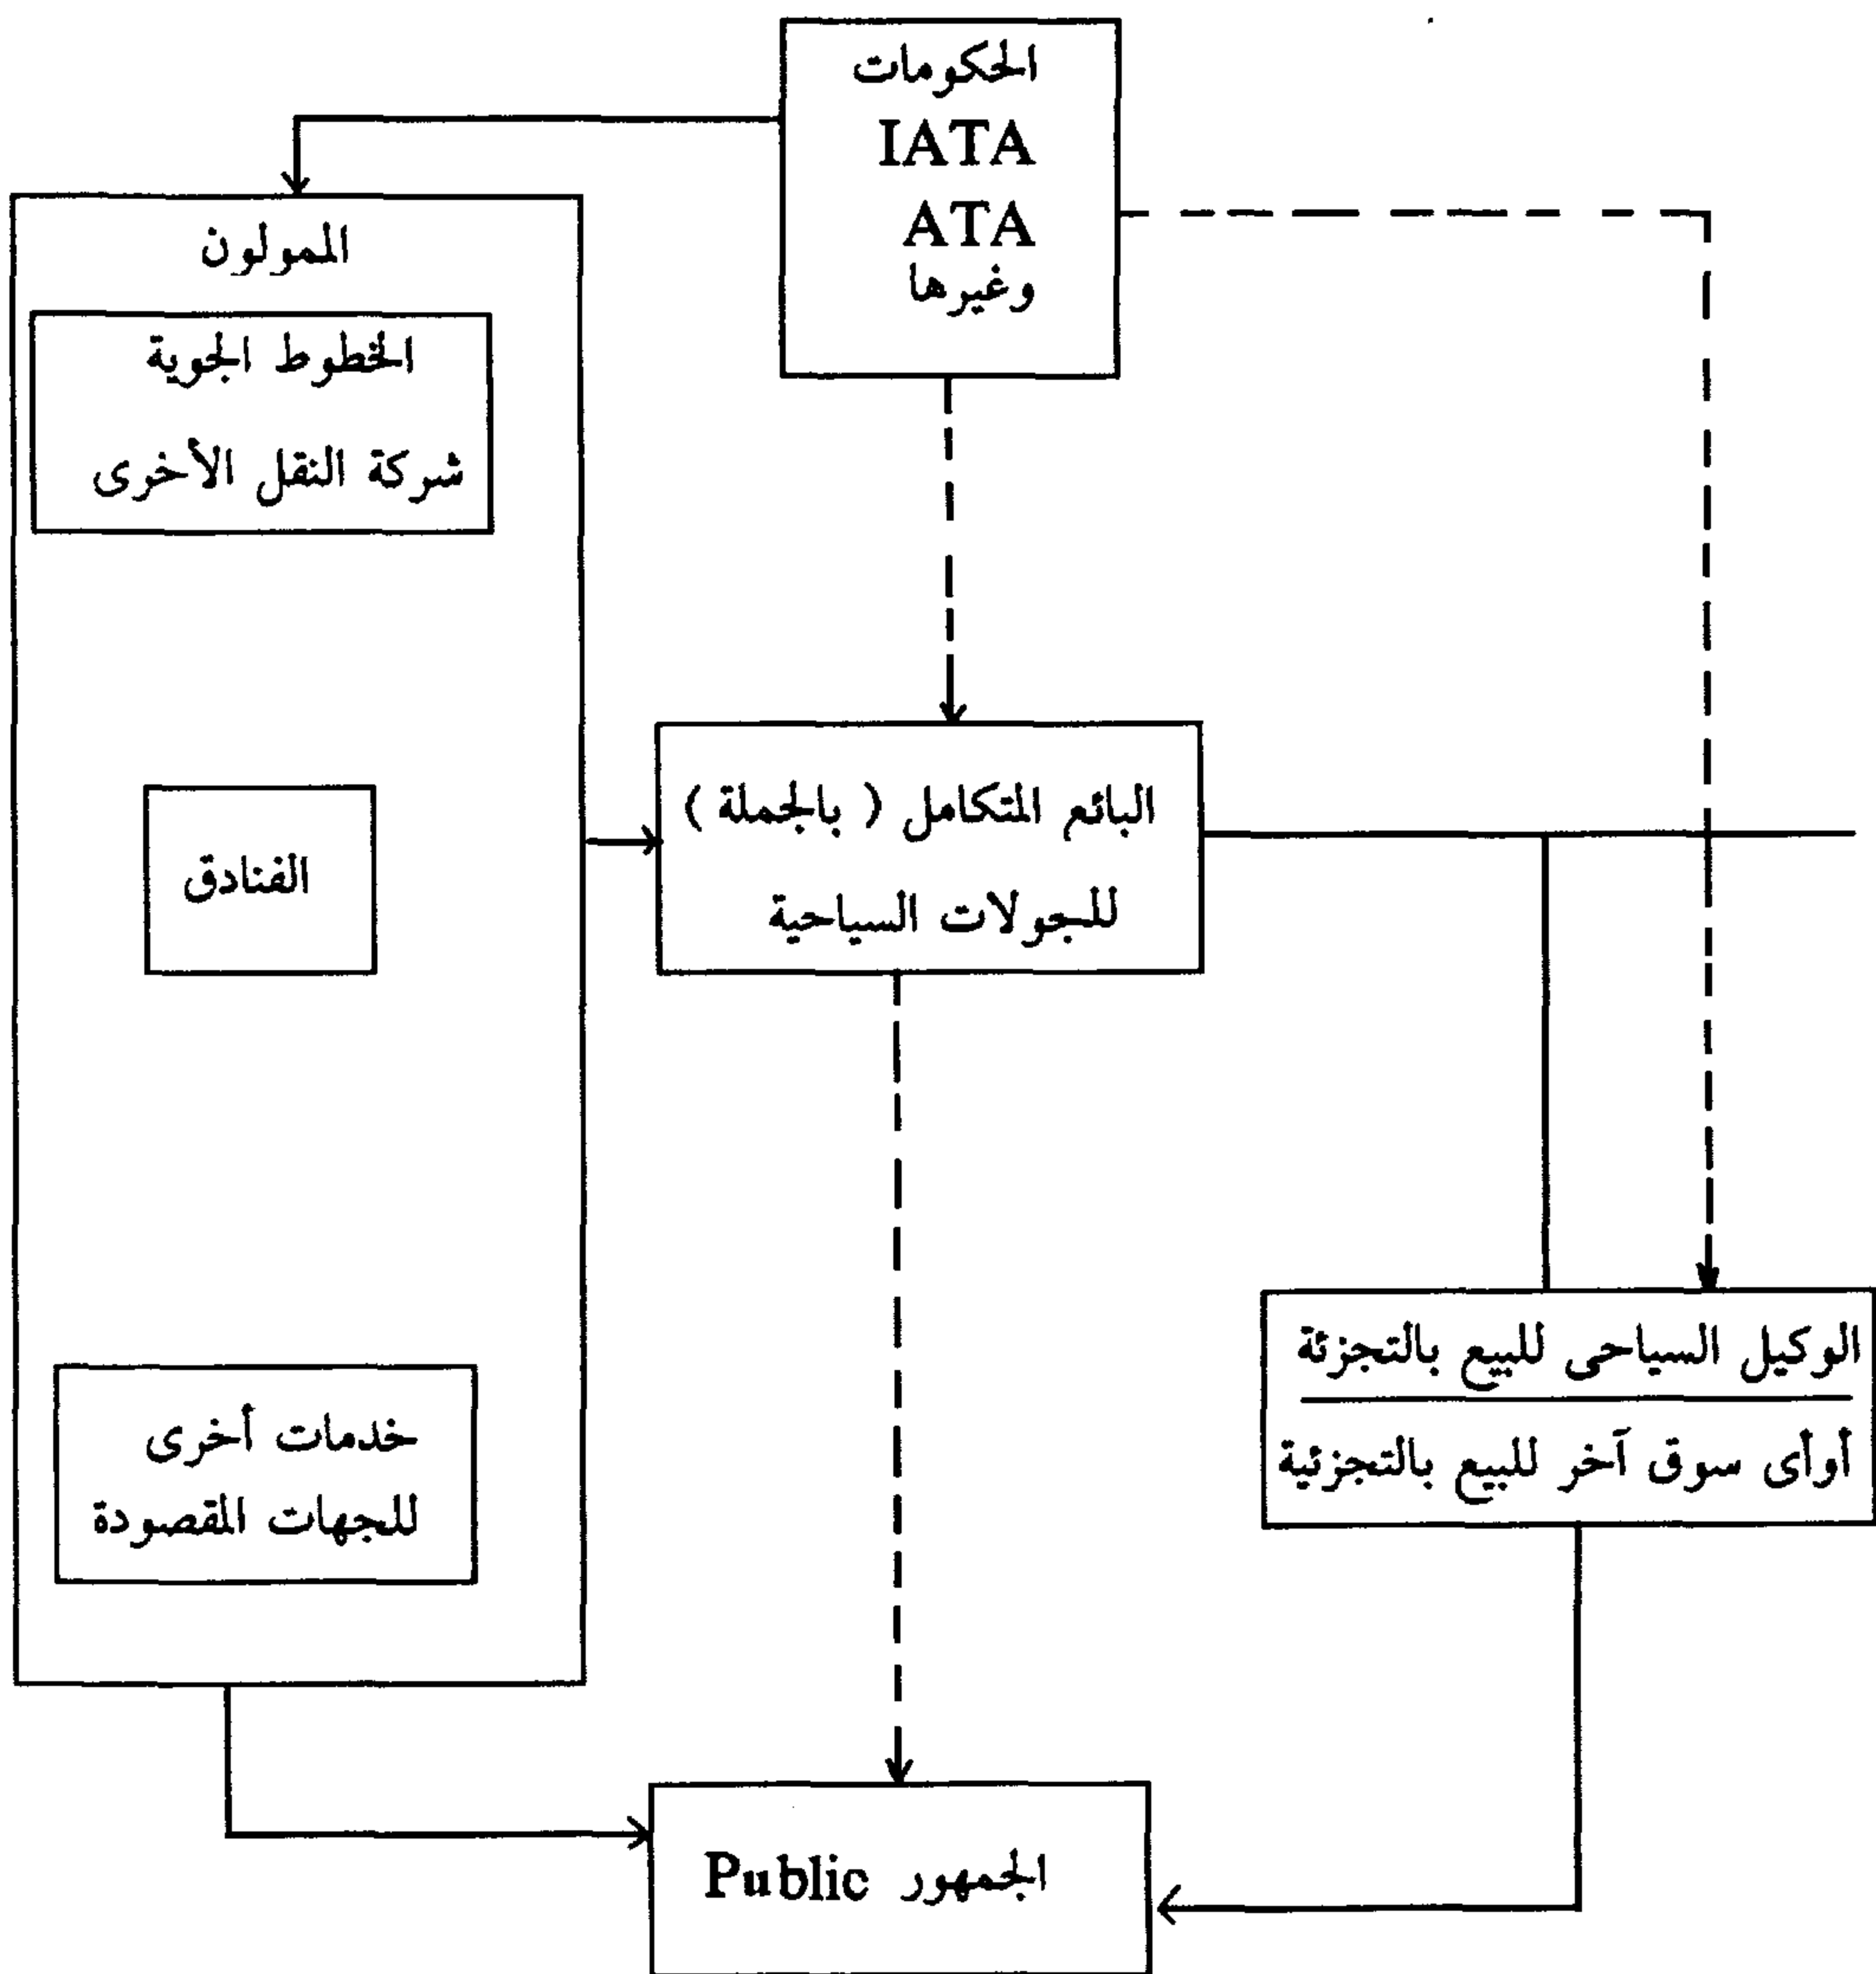 الحكومات
IATA
ATA
وغيرها
الممولون
الخطوط الجوية
شركة النقل الأخرى
البائع المتكامل ( بالجملة )
للجولات السياحية
الفنادق
الوكيل السياحى للبيع بالتجزئة
أوأى سوق آخر للبيع بالتجزئية
خدمات أخرى
للجهات المقصودة
الجمهور Public